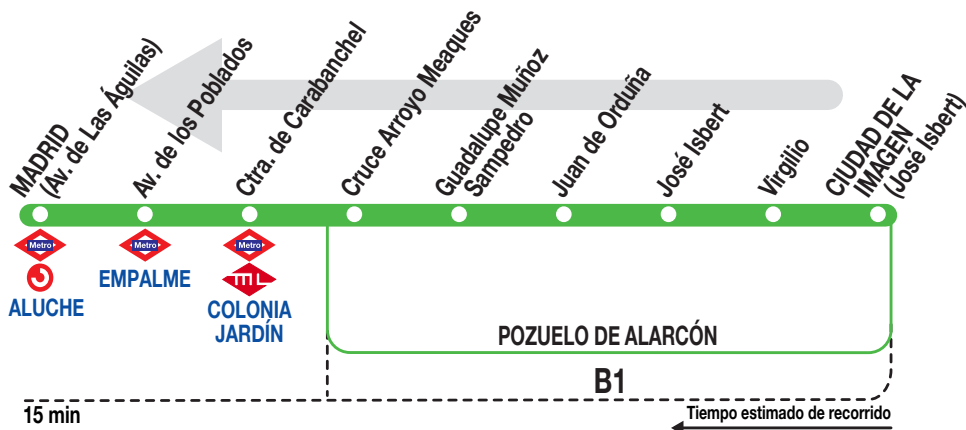 MADRID
(Av. de Las Águilas)
Av. de los Poblados
Ctra. de Carabanchel
Cruce Arroyo Meaques
Guadalupe Muñoz
Sampedro
Juan de Orduña
José Isbert
Virgilio
CIUDAD DE LA
IMAGEN
(José Isbert)
Metro
Metro
Metro
ML
ALUCHE
EMPALME
COLONIA
JARDÍN
POZUELO DE ALARCÓN
B1
15 min
Tiempo estimado de recorrido